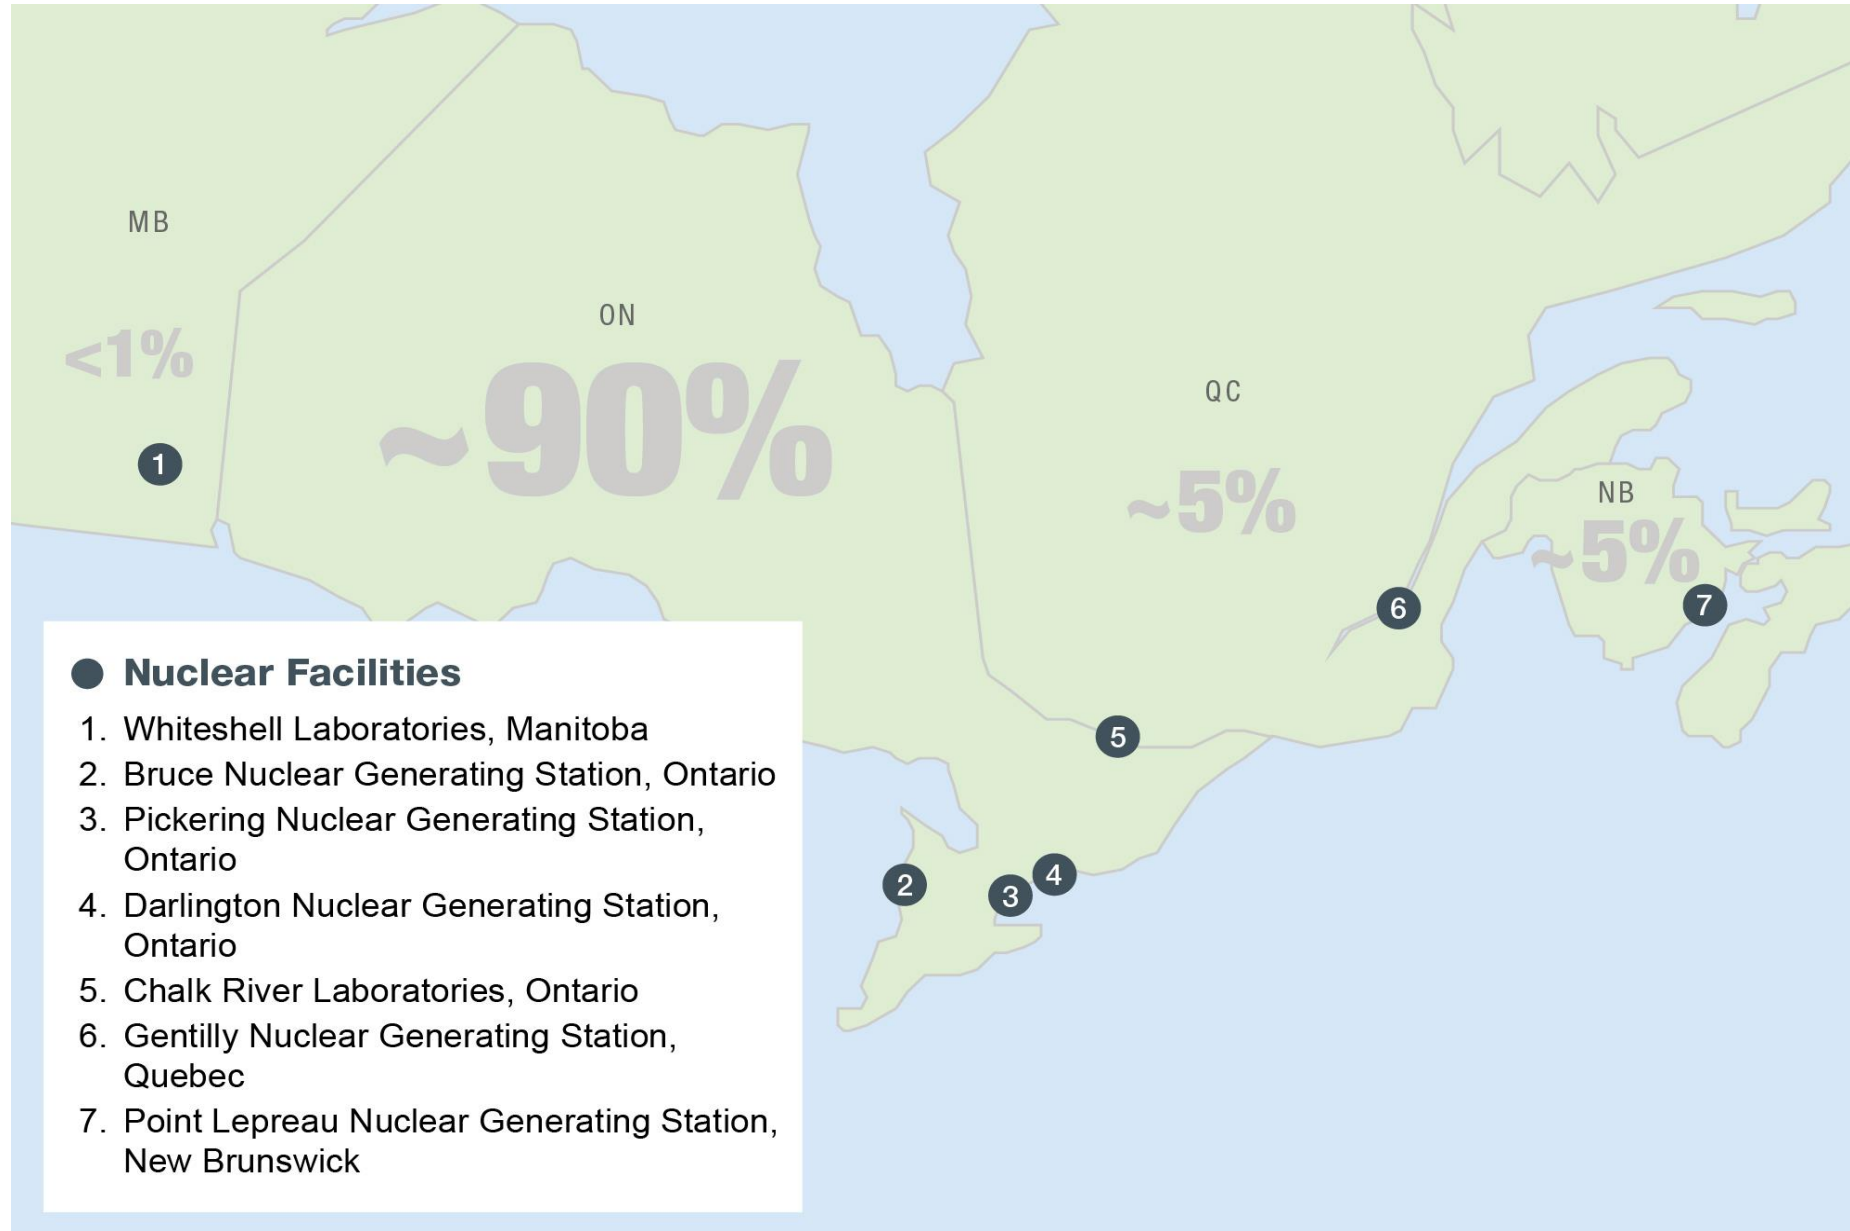 MB
ON
<1%
~90%
QC
~5%
NB
~5%
1
6
7
5
2
3
4
Nuclear Facilities
1. Whiteshell Laboratories, Manitoba
2. Bruce Nuclear Generating Station, Ontario
3. Pickering Nuclear Generating Station,
Ontario
4. Darlington Nuclear Generating Station,
Ontario
5. Chalk River Laboratories, Ontario
6. Gentilly Nuclear Generating Station,
Quebec
7. Point Lepreau Nuclear Generating Station,
New Brunswick